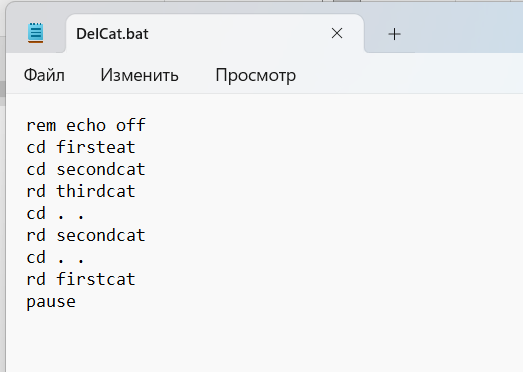 DelCat.bat
Файл Изменить Просмотр
rem echo off
cd firsteat
cd secondcat
rd thirdcat
cd . .
rd secondcat
cd . .
rd firstcat
pause